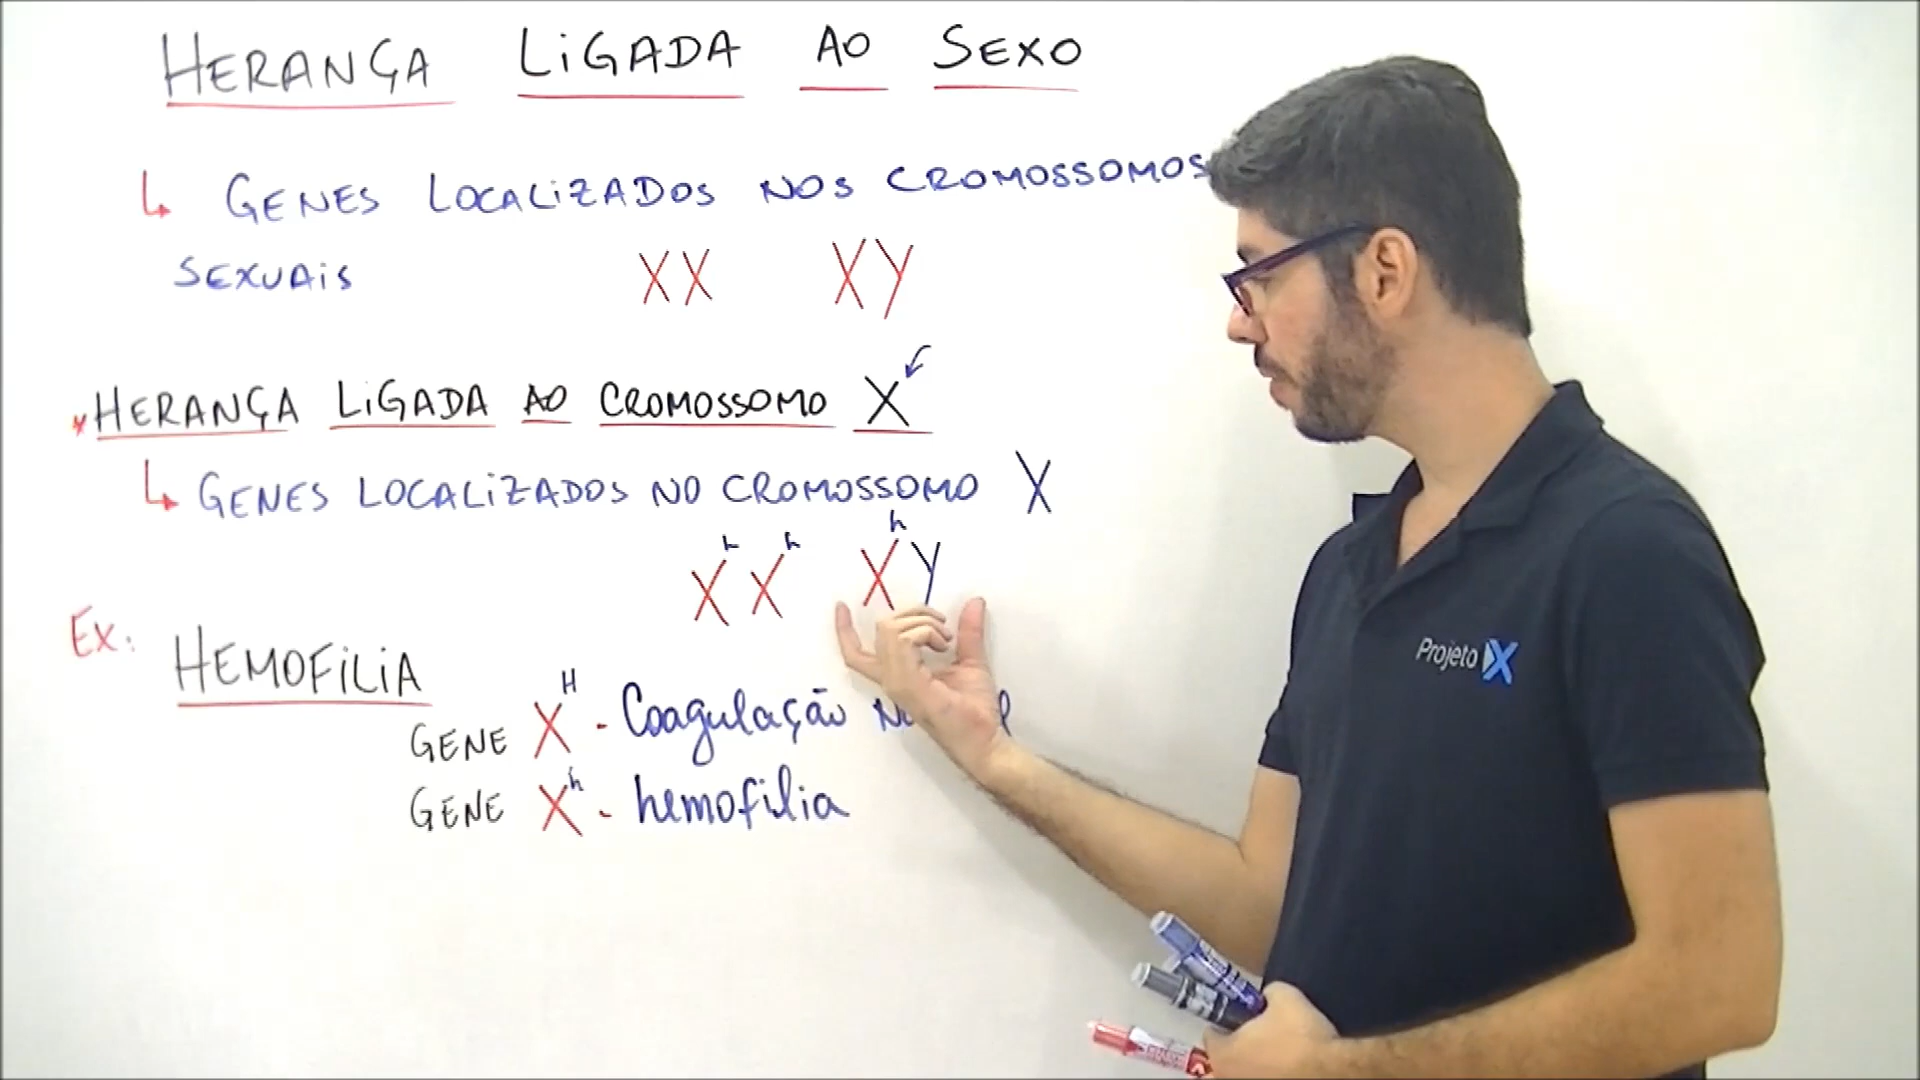 HERANÇA LIGADA AO SEXO
↳ GENES LOCALIZADOS NOS CROMOSSOMOS
SEXUAIS XX XY
* HERANÇA LIGADA AO CROMOSSOMO X
↳ GENES LOCALIZADOS NO CROMOSSOMO X
XʰXʰ XʰY
Ex: HEMOFILIA
GENE Xᴴ - Coagulação
GENE Xʰ - hemofilia
Projeto X